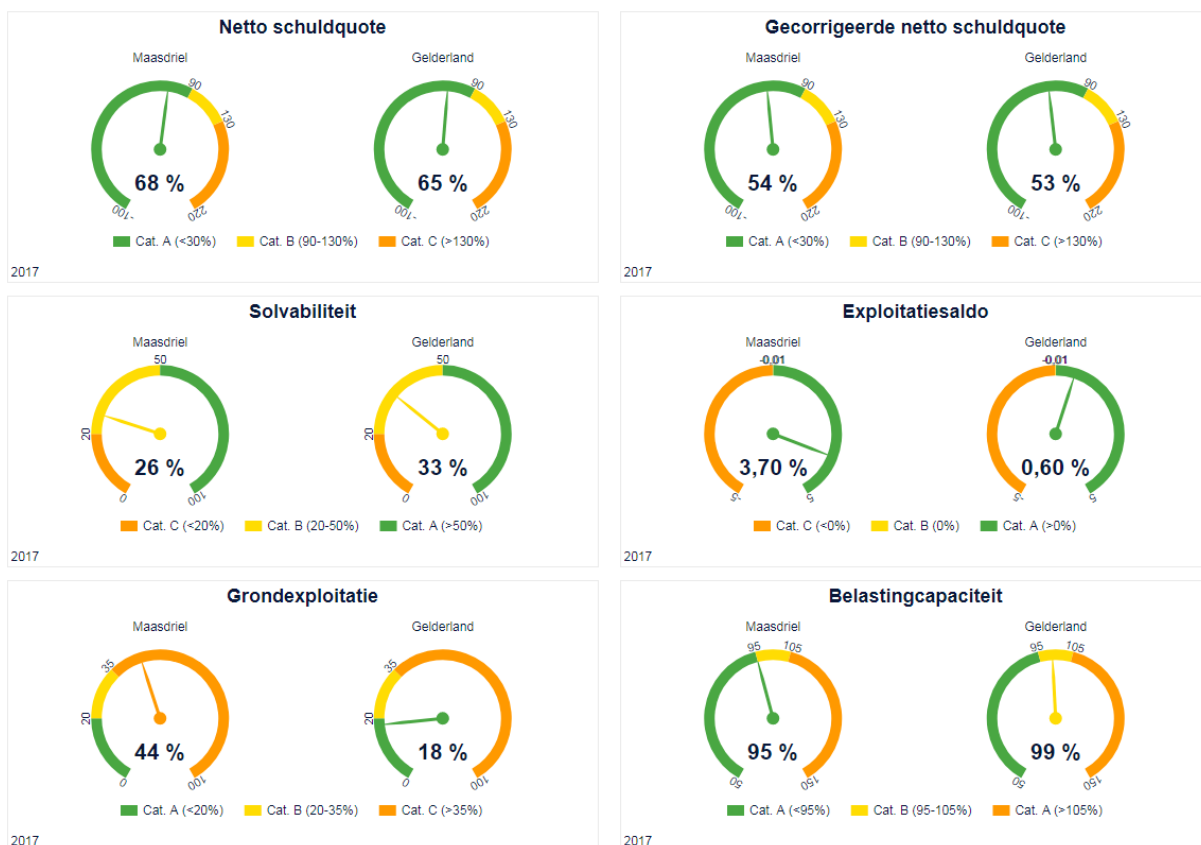 Netto schuldquote
Maasdriel
Gelderland
-100
90
130
220
68 %
-100
90
130
220
65 %
Cat. A (<30%) Cat. B (90-130%) Cat. C (>130%)
2017
Gecorrigeerde netto schuldquote
Maasdriel
Gelderland
-100
90
130
220
54 %
-100
90
130
220
53 %
Cat. A (<30%) Cat. B (90-130%) Cat. C (>130%)
2017
Solvabiliteit
Maasdriel
Gelderland
0
20
50
100
26 %
0
20
50
100
33 %
Cat. C (<20%) Cat. B (20-50%) Cat. A (>50%)
2017
Exploitatiesaldo
Maasdriel
Gelderland
-5
-0.01
5
3,70 %
-5
-0.01
5
0,60 %
Cat. C (<0%) Cat. B (0%) Cat. A (>0%)
2017
Grondexploitatie
Maasdriel
Gelderland
0
20
35
100
44 %
0
20
35
100
18 %
Cat. A (<20%) Cat. B (20-35%) Cat. C (>35%)
2017
Belastingcapaciteit
Maasdriel
Gelderland
50
95
105
150
95 %
50
95
105
150
99 %
Cat. A (<95%) Cat. B (95-105%) Cat. A (>105%)
2017